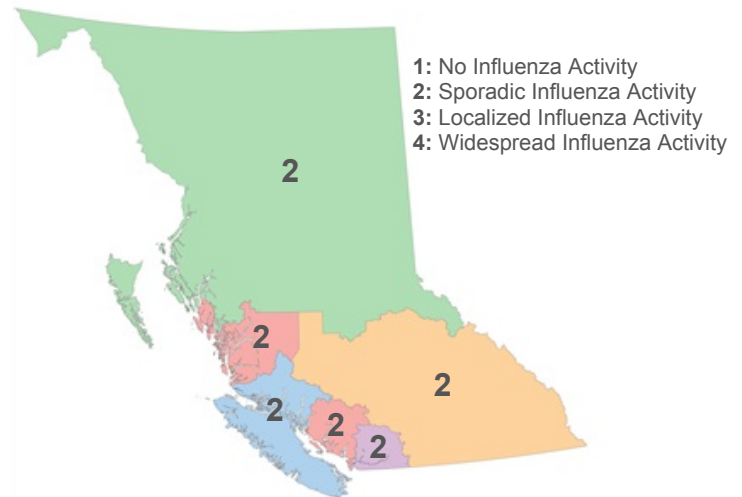 1: No Influenza Activity
2: Sporadic Influenza Activity
3: Localized Influenza Activity
4: Widespread Influenza Activity
2
2
2
2
2
2